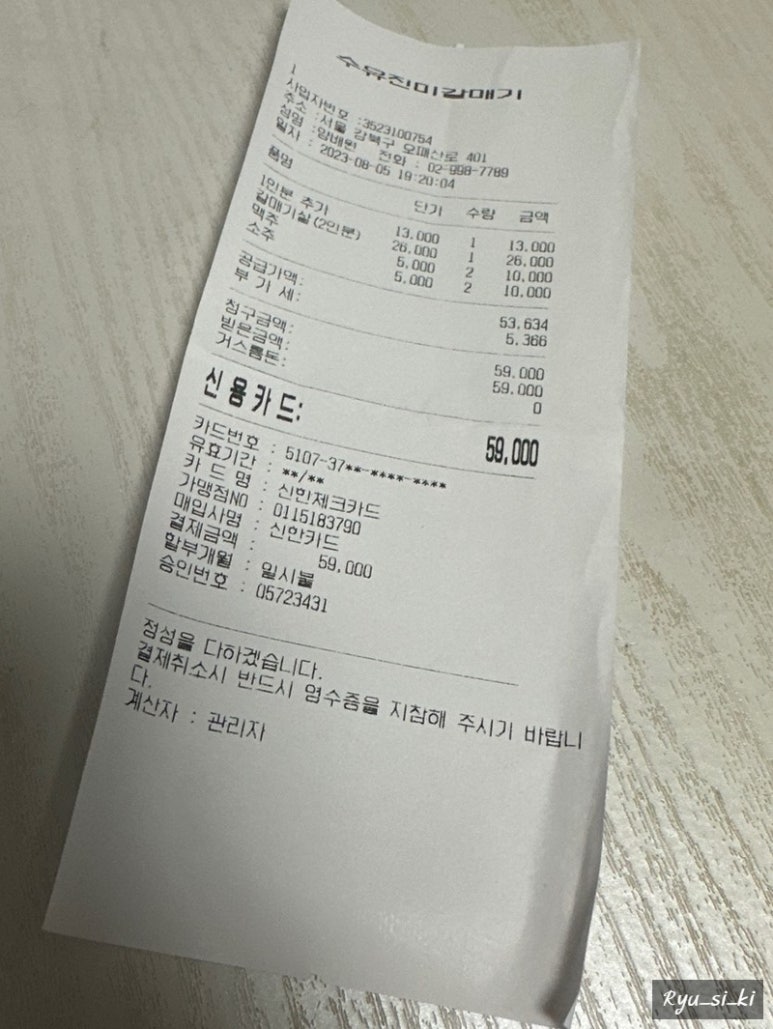 수유진미갈매기
1
사업자번호 :3523100754
주소 :서울 강북구 오패산로 401
성명 :양배원 전화 : 02-998-7789
일자 : 2023-08-05 19:20:04
품명 단가 수량 금액
1인분 추가 13,000 1 13,000
갈매기살(2인분) 26,000 1 26,000
맥주 5,000 2 10,000
소주 5,000 2 10,000
공급가액: 53,634
부 가 세: 5,366
청구금액: 59,000
받은금액: 59,000
거스름돈: 0
신용카드: 59,000
카드번호 : 5107-37**-****-****
유효기간 : **/**
카 드 명 : 신한체크카드
가맹점NO : 0115183790
매입사명 : 신한카드
결제금액 : 59,000
할부개월 : 일시불
승인번호 : 05723431
정성을 다하겠습니다.
결제취소시 반드시 영수증을 지참해 주시기 바랍니
다.
계산자 : 관리자
Ryu_si_ki